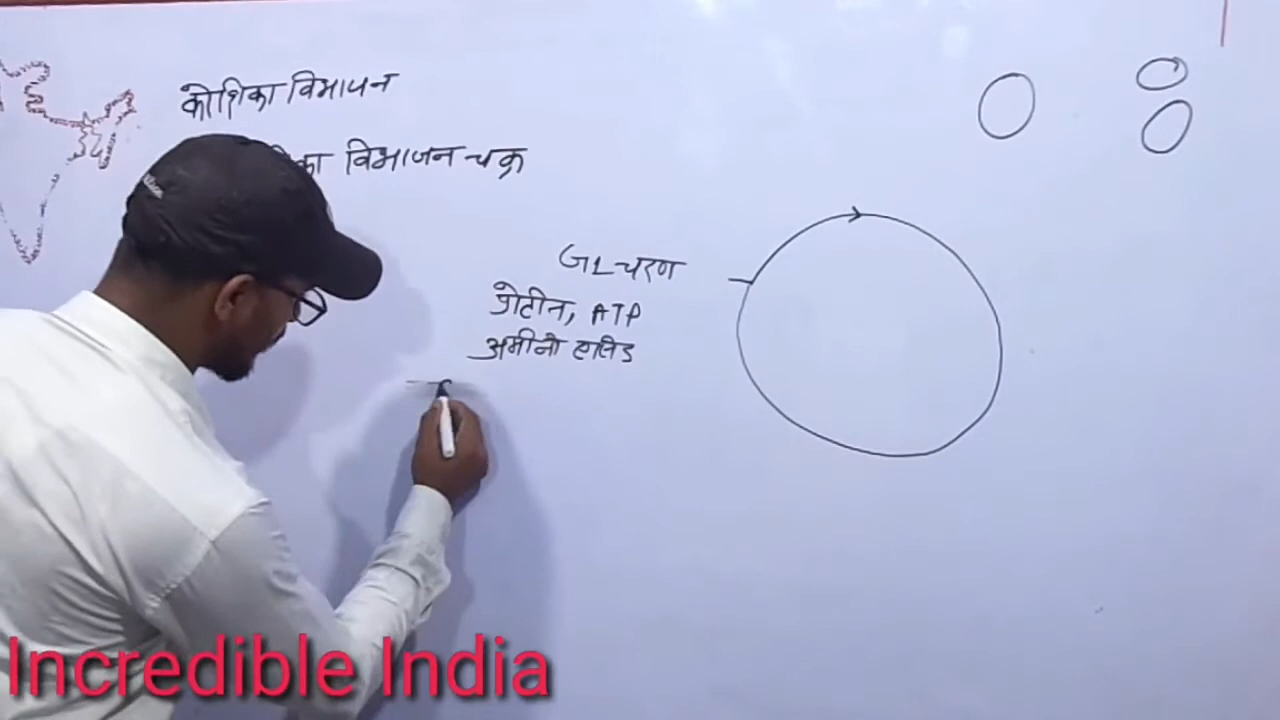 कोशिका विभाजन
विभाजन चक्र
G1 चरण
प्रोटीन, ATP
अमीनो एसिड
Incredible India